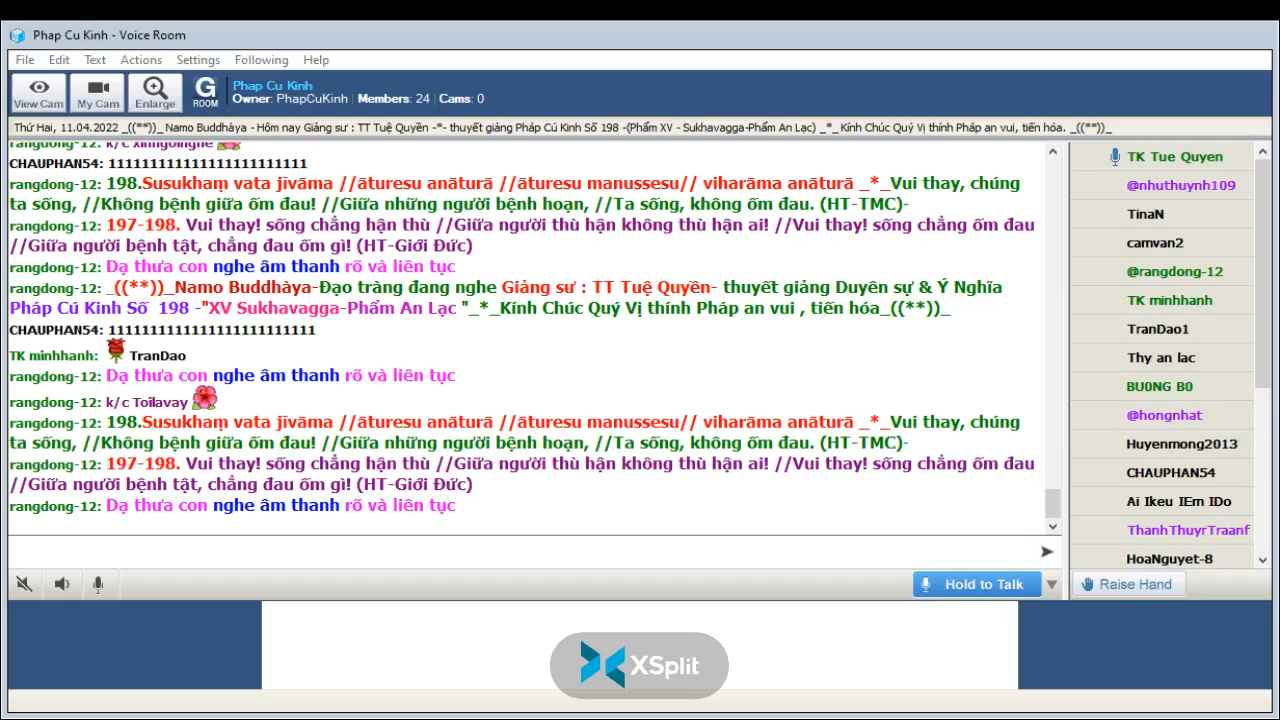 Phap Cu Kinh - Voice Room
File Edit Text Actions Settings Following Help
View Cam My Cam Enlarge G ROOM
Phap Cu Kinh
Owner: PhapCuKinh | Members: 24 | Cams: 0
Thứ Hai, 11.04.2022 _((**))_ Namo Buddhàya - Hôm nay Giảng sư : TT Tuệ Quyền -*- thuyết giảng Pháp Cú Kinh Số 198 -(Phẩm XV - Sukhavagga-Phẩm An Lạc) _*_ Kính Chúc Quý Vị thính Pháp an vui, tiến hóa. _((**))_
rangdong-12: k/c xinngoinghe
CHAUPHAN54: 1111111111111111111111111
rangdong-12: 198.Susukhaṃ vata jīvāma //āturesu anāturā //āturesu manussesu// viharāma anāturā _*_Vui thay, chúng
ta sống, //Không bệnh giữa ốm đau! //Giữa những người bệnh hoạn, //Ta sống, không ốm đau. (HT-TMC)-
rangdong-12: 197-198. Vui thay! sống chẳng hận thù //Giữa người thù hận không thù hận ai! //Vui thay! sống chẳng ốm đau
//Giữa người bệnh tật, chẳng đau ốm gì! (HT-Giới Đức)
rangdong-12: Dạ thưa con nghe âm thanh rõ và liên tục
rangdong-12: _((**))_Namo Buddhàya-Đạo tràng đang nghe Giảng sư : TT Tuệ Quyền- thuyết giảng Duyên sự & Ý Nghĩa
Pháp Cú Kinh Số 198 -"XV Sukhavagga-Phẩm An Lạc "_*_Kính Chúc Quý Vị thính Pháp an vui , tiến hóa_((**))_
CHAUPHAN54: 11111111111111111111111111
TK minhhanh: TranDao
rangdong-12: Dạ thưa con nghe âm thanh rõ và liên tục
rangdong-12: k/c Toilavay
rangdong-12: 198.Susukhaṃ vata jīvāma //āturesu anāturā //āturesu manussesu// viharāma anāturā _*_Vui thay, chúng
ta sống, //Không bệnh giữa ốm đau! //Giữa những người bệnh hoạn, //Ta sống, không ốm đau. (HT-TMC)-
rangdong-12: 197-198. Vui thay! sống chẳng hận thù //Giữa người thù hận không thù hận ai! //Vui thay! sống chẳng ốm đau
//Giữa người bệnh tật, chẳng đau ốm gì! (HT-Giới Đức)
rangdong-12: Dạ thưa con nghe âm thanh rõ và liên tục
TK Tue Quyen
@nhuthuynh109
TinaN
camvan2
@rangdong-12
TK minhhanh
TranDao1
Thy an lac
BU0NG B0
@hongnhat
Huyenmong2013
CHAUPHAN54
Ai Ikeu IEm IDo
ThanhThuyrTraanf
HoaNguyet-8
Hold to Talk
Raise Hand
XSplit